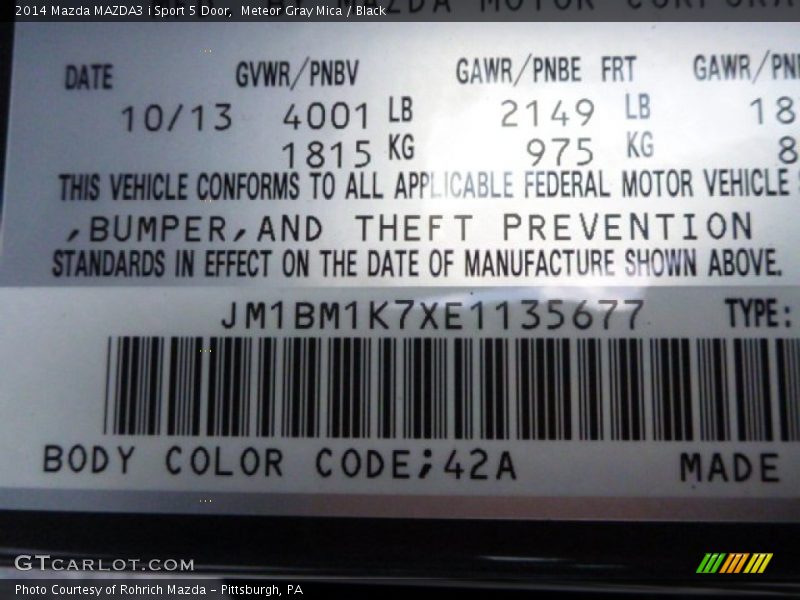 2014 Mazda MAZDA3 i Sport 5 Door, Meteor Gray Mica / Black
MAZDA MOTOR
DATE GVWR/PNBV GAWR/PNBE FRT GAWR/PN
10/13 4001 LB 2149 LB 18
1815 KG 975 KG 8
THIS VEHICLE CONFORMS TO ALL APPLICABLE FEDERAL MOTOR VEHICLE
,BUMPER,AND THEFT PREVENTION
STANDARDS IN EFFECT ON THE DATE OF MANUFACTURE SHOWN ABOVE.
JM1BM1K7XE1135677 TYPE:
BODY COLOR CODE;42A MADE
GTCARLOT.COM
Photo Courtesy of Rohrich Mazda - Pittsburgh, PA